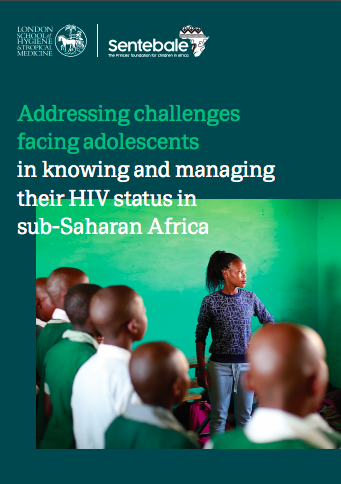 LONDON
SCHOOL of
HYGIENE
& TROPICAL
MEDICINE
Sentebale
The Princes' foundation for children in africa
Addressing challenges
facing adolescents
in knowing and managing
their HIV status in
sub-Saharan Africa